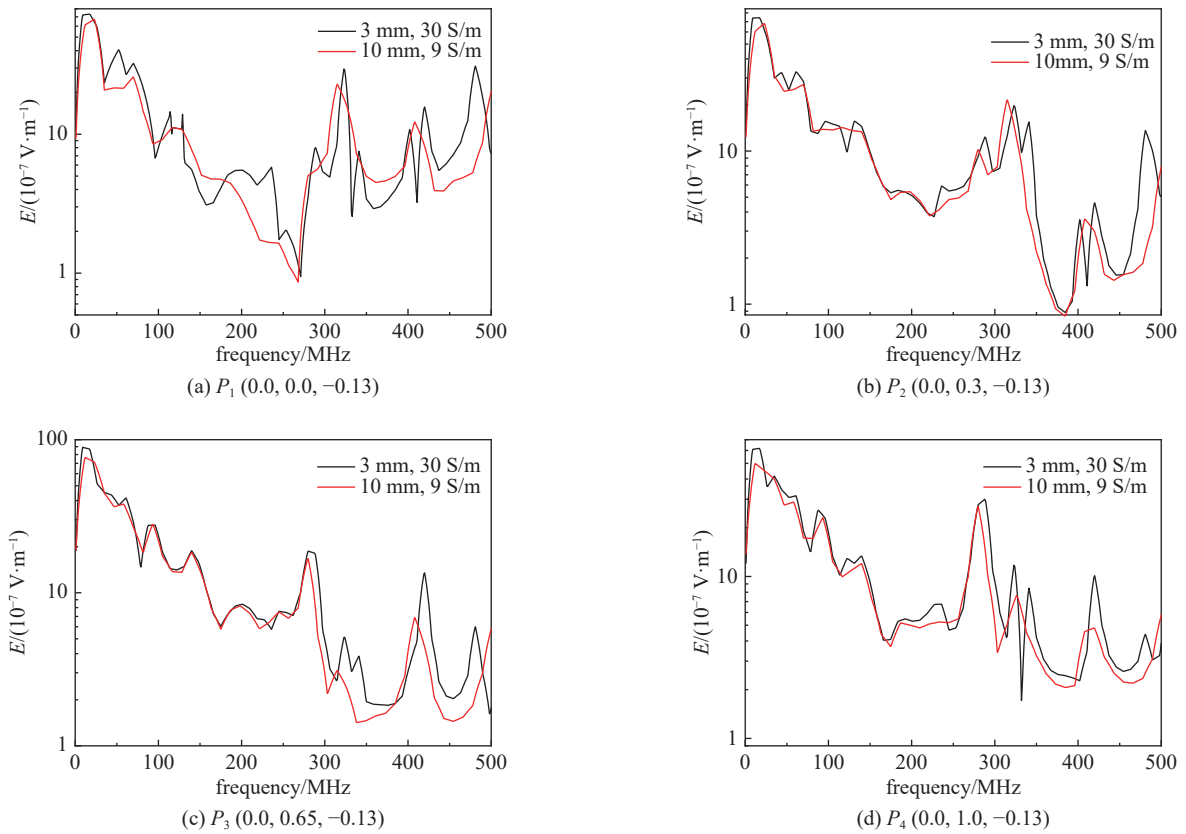 3 mm, 30 S/m
10 mm, 9 S/m
10
1
E/(10⁻⁷ V·m⁻¹)
0 100 200 300 400 500
frequency/MHz
(a) P₁ (0.0, 0.0, −0.13)
3 mm, 30 S/m
10mm, 9 S/m
10
1
E/(10⁻⁷ V·m⁻¹)
0 100 200 300 400 500
frequency/MHz
(b) P₂ (0.0, 0.3, −0.13)
100
3 mm, 30 S/m
10 mm, 9 S/m
10
1
E/(10⁻⁷ V·m⁻¹)
0 100 200 300 400 500
frequency/MHz
(c) P₃ (0.0, 0.65, −0.13)
3 mm, 30 S/m
10 mm, 9 S/m
10
1
E/(10⁻⁷ V·m⁻¹)
0 100 200 300 400 500
frequency/MHz
(d) P₄ (0.0, 1.0, −0.13)